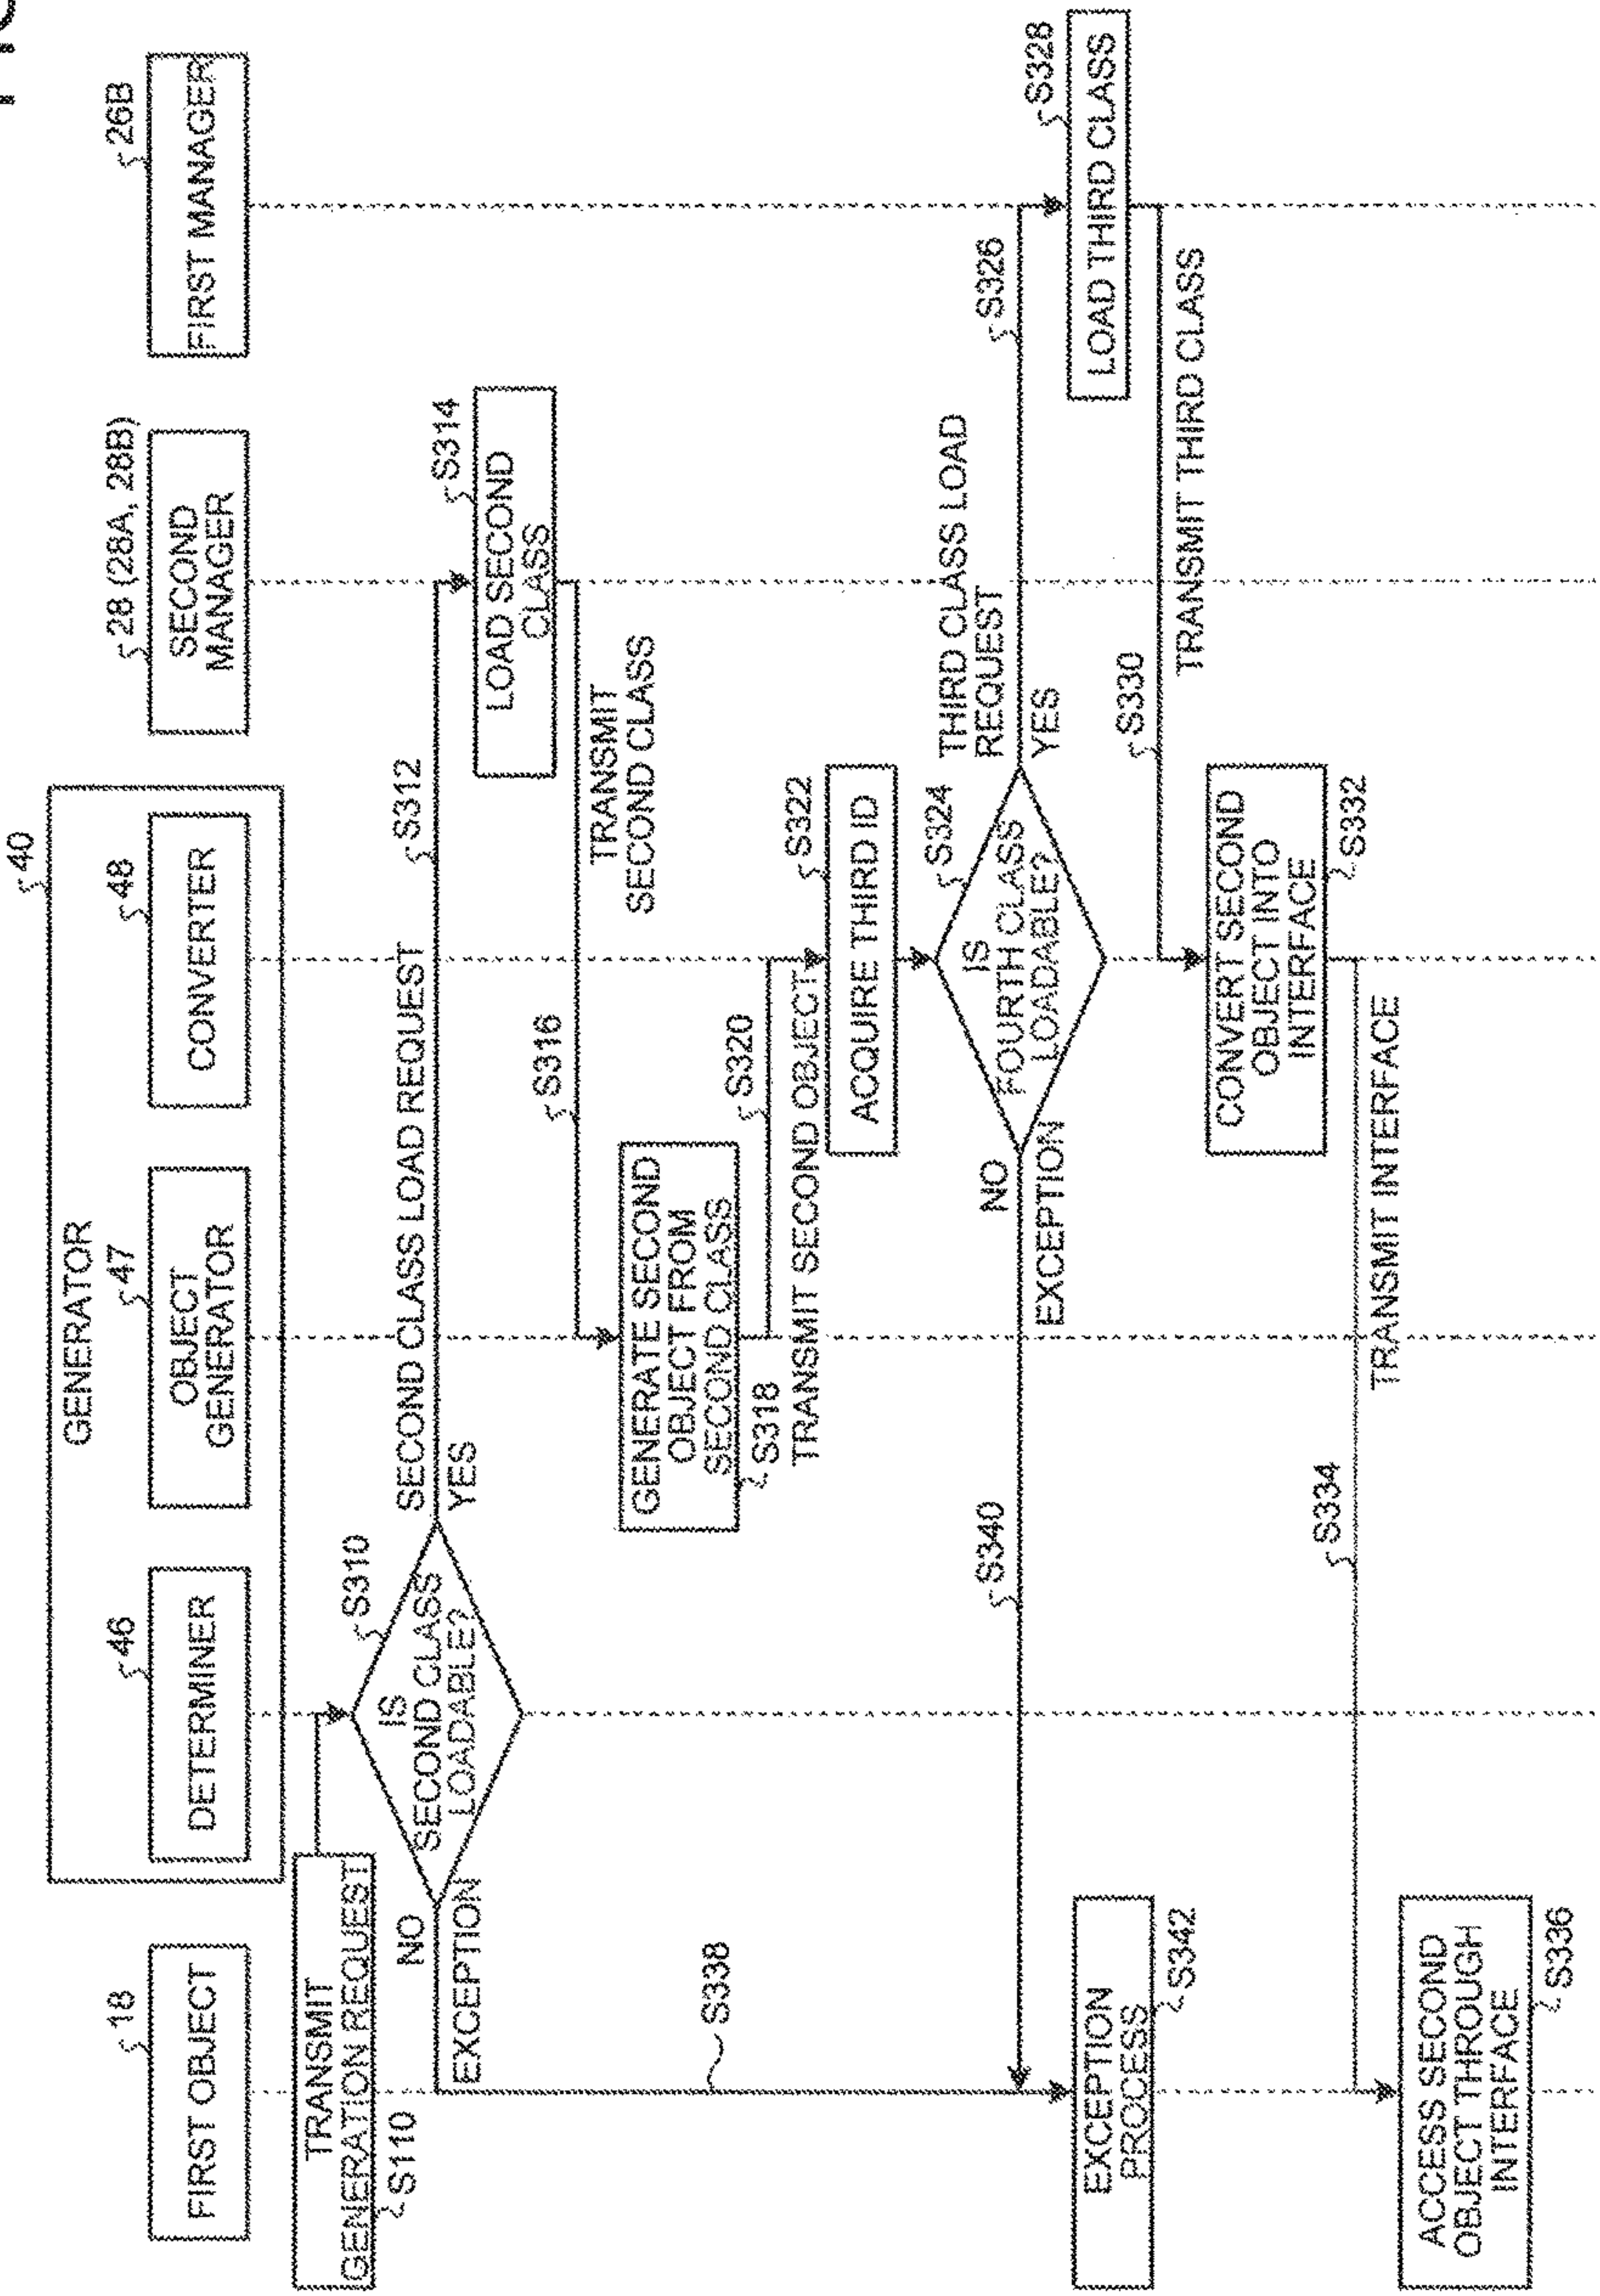 40
GENERATOR
18
FIRST OBJECT
46
DETERMINER
47
OBJECT
GENERATOR
48
CONVERTER
28 (28A, 28B)
SECOND
MANAGER
26B
FIRST MANAGER
TRANSMIT
GENERATION REQUEST
S110
S310
IS
SECOND CLASS
LOADABLE?
NO
EXCEPTION
SECOND CLASS LOAD REQUEST
YES
S312
S314
LOAD SECOND
CLASS
S316
TRANSMIT
SECOND CLASS
GENERATE SECOND
OBJECT FROM
SECOND CLASS
S318
S320
TRANSMIT SECOND OBJECT
S322
ACQUIRE THIRD ID
S324
IS
FOURTH CLASS
LOADABLE?
THIRD CLASS LOAD
REQUEST
YES
S326
S328
LOAD THIRD CLASS
NO
EXCEPTION
S340
S338
S330
TRANSMIT THIRD CLASS
EXCEPTION
PROCESS
S342
CONVERT SECOND
OBJECT INTO
INTERFACE
S332
S334
TRANSMIT INTERFACE
ACCESS SECOND
OBJECT THROUGH
INTERFACE
S336